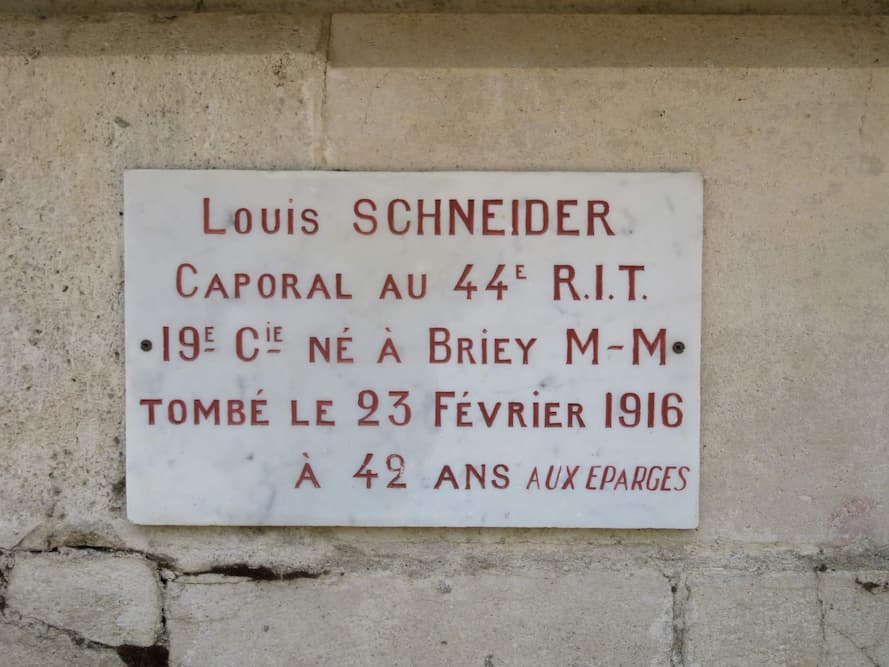 Louis SCHNEIDER
CAPORAL AU 44E R.I.T.
19E Cie NÉ À BRIEY M-M
TOMBÉ LE 23 FÉVRIER 1916
À 42 ANS AUX EPARGES